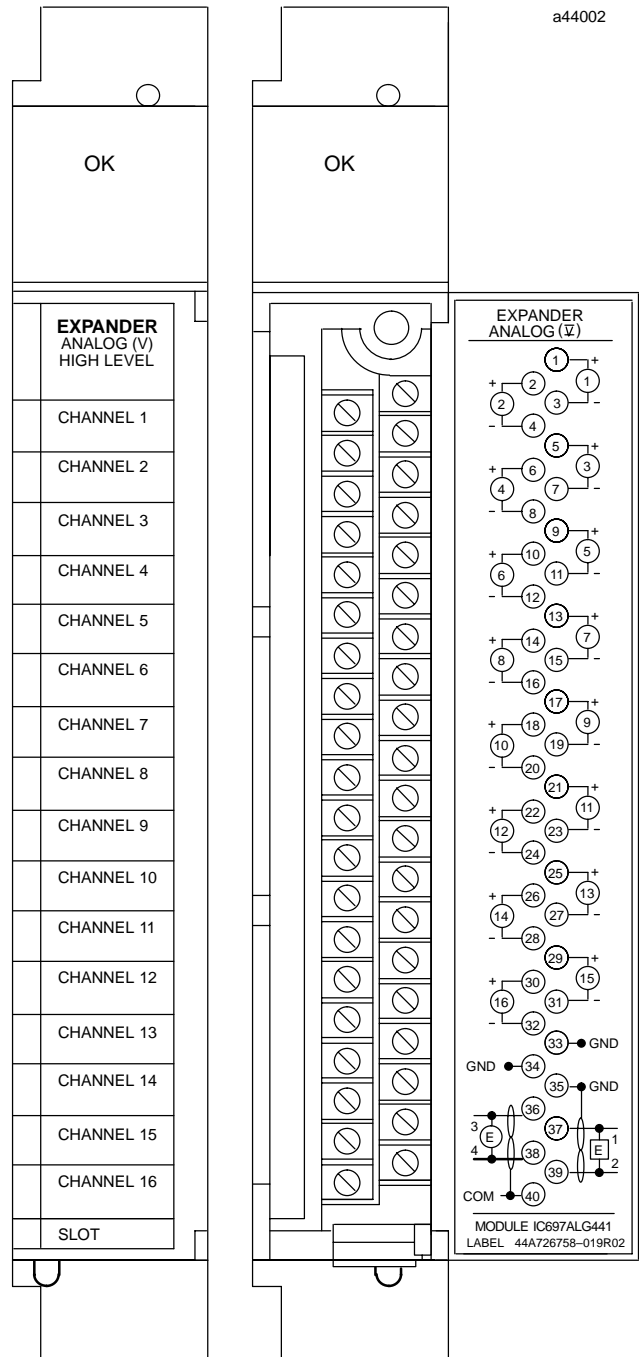 a44002
OK
EXPANDER
ANALOG (V)
HIGH LEVEL
CHANNEL 1
CHANNEL 2
CHANNEL 3
CHANNEL 4
CHANNEL 5
CHANNEL 6
CHANNEL 7
CHANNEL 8
CHANNEL 9
CHANNEL 10
CHANNEL 11
CHANNEL 12
CHANNEL 13
CHANNEL 14
CHANNEL 15
CHANNEL 16
SLOT
OK
EXPANDER
ANALOG (V)
1 +
+ 2 1
2 3 -
- 4
5 +
+ 6 3
4 7 -
- 8
9 +
+ 10 5
6 11 -
- 12
13 +
+ 14 7
8 15 -
- 16
17 +
+ 18 9
10 19 -
- 20
21 +
+ 22 11
12 23 -
- 24
25 +
+ 26 13
14 27 -
- 28
29 +
+ 30 15
16 31 -
- 32
33 GND
GND 34
35 GND
36
3 37 1
E E
4 38 2
39
COM 40
MODULE IC697ALG441
LABEL 44A726758–019R02